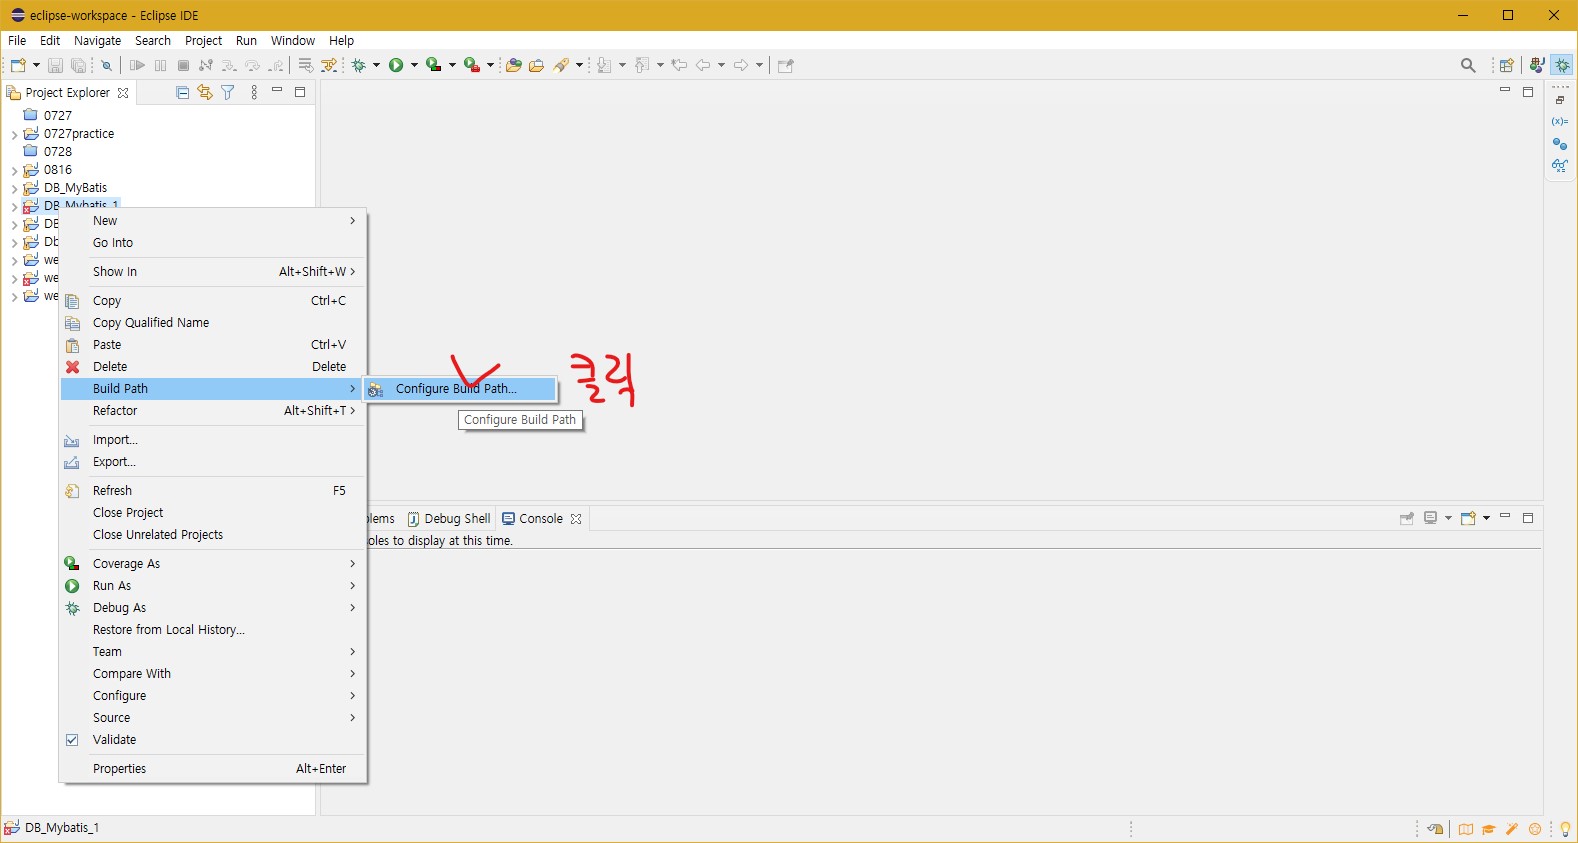 eclipse-workspace - Eclipse IDE
File Edit Navigate Search Project Run Window Help
Project Explorer
0727
0727practice
0728
0816
DB_MyBatis
DB_Mybatis_1
DB
Db
we
we
we
New
Go Into
Show In Alt+Shift+W
Copy Ctrl+C
Copy Qualified Name
Paste Ctrl+V
Delete Delete
Build Path
Configure Build Path...
클릭
Configure Build Path
Refactor Alt+Shift+T
Import...
Export...
Refresh F5
Close Project
Close Unrelated Projects
Coverage As
Run As
Debug As
Restore from Local History...
Team
Compare With
Configure
Source
Validate
Properties Alt+Enter
blems Debug Shell Console
oles to display at this time.
(x)=
DB_Mybatis_1